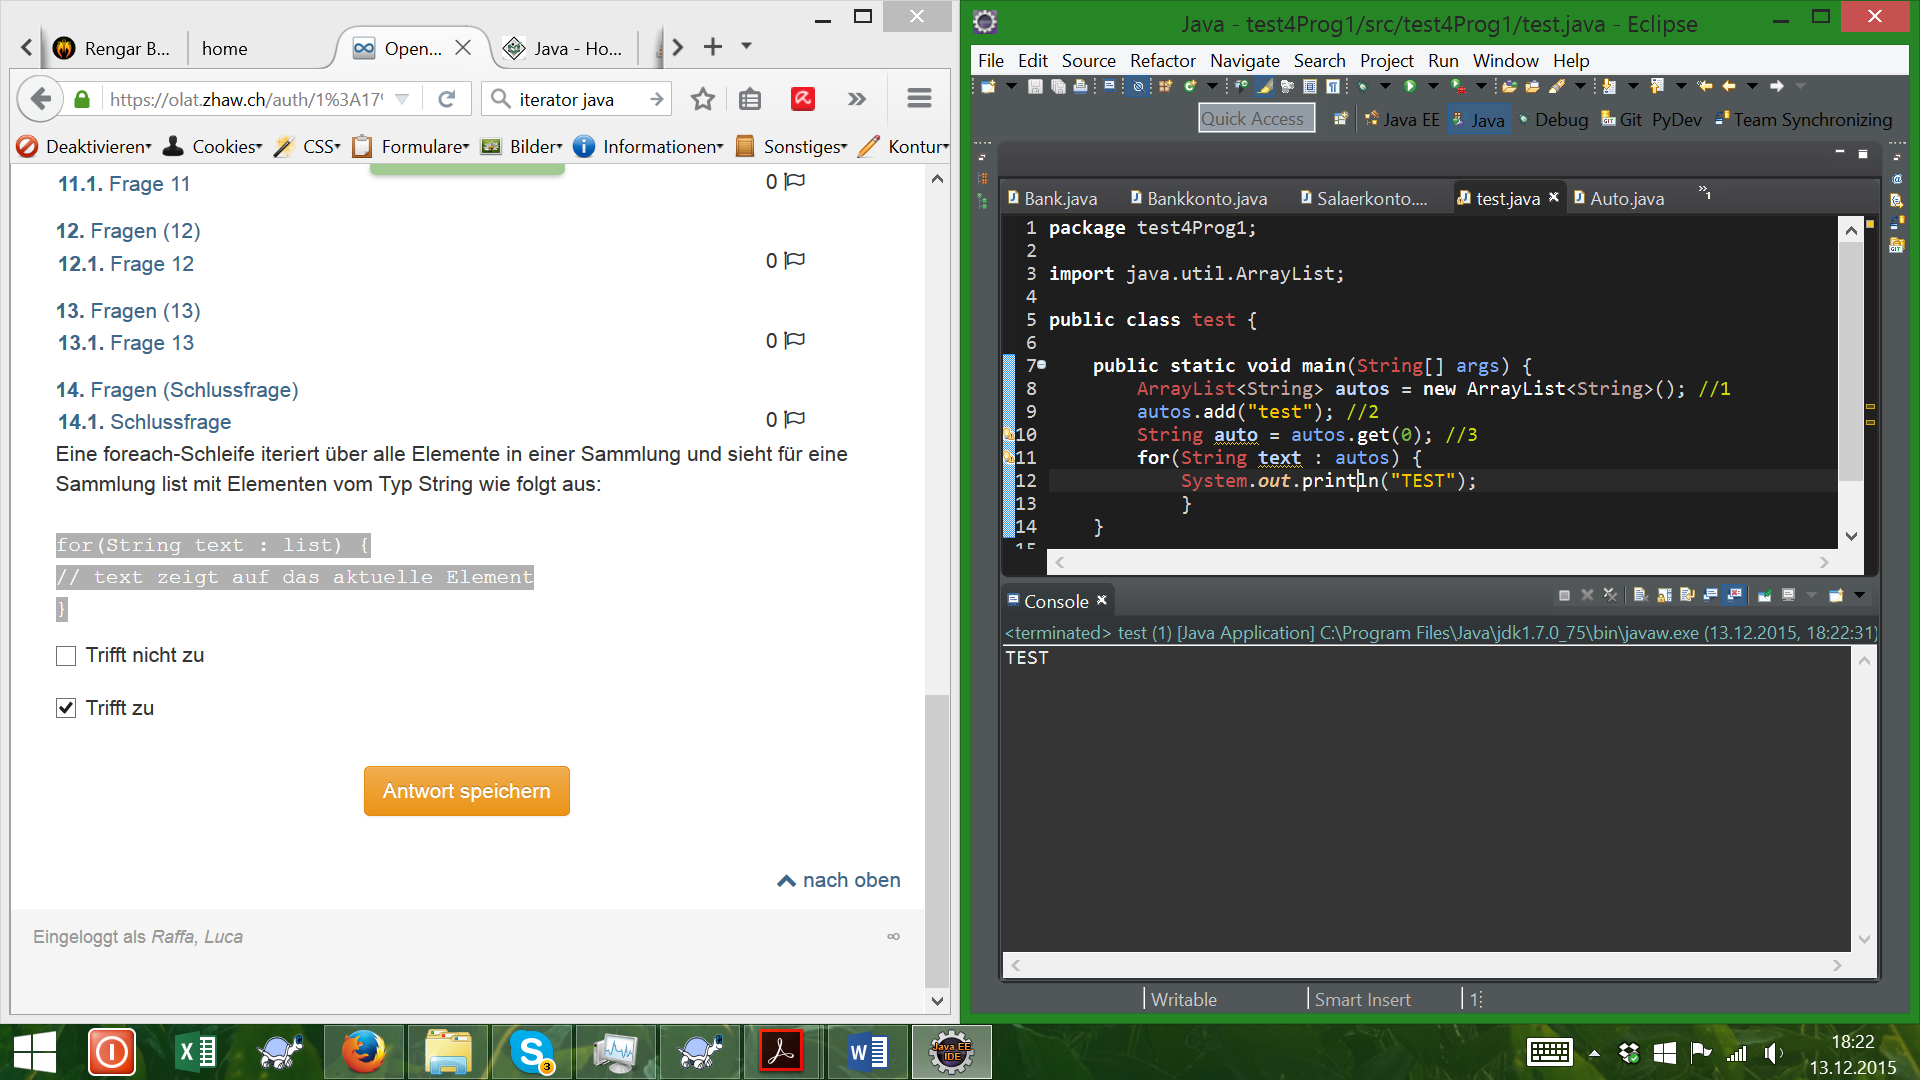 Rengar B...
home
Open...
Java - Ho...
https://olat.zhaw.ch/auth/1%3A179
iterator java
Deaktivieren
Cookies
CSS
Formulare
Bilder
Informationen
Sonstiges
Kontur
11.1. Frage 11
0
12. Fragen (12)
12.1. Frage 12
0
13. Fragen (13)
13.1. Frage 13
0
14. Fragen (Schlussfrage)
14.1. Schlussfrage
0
Eine foreach-Schleife iteriert über alle Elemente in einer Sammlung und sieht für eine
Sammlung list mit Elementen vom Typ String wie folgt aus:
for(String text : list) {
// text zeigt auf das aktuelle Element
}
Trifft nicht zu
Trifft zu
Antwort speichern
nach oben
Eingeloggt als Raffa, Luca
Java - test4Prog1/src/test4Prog1/test.java - Eclipse
File Edit Source Refactor Navigate Search Project Run Window Help
Quick Access
Java EE
Java
Debug
Git
PyDev
Team Synchronizing
Bank.java
Bankkonto.java
Salaerkonto....
test.java
Auto.java
»1
1 package test4Prog1;
2
3 import java.util.ArrayList;
4
5 public class test {
6
7 public static void main(String[] args) {
8 ArrayList<String> autos = new ArrayList<String>(); //1
9 autos.add("test"); //2
10 String auto = autos.get(0); //3
11 for(String text : autos) {
12 System.out.println("TEST");
13 }
14 }
15
Console
<terminated> test (1) [Java Application] C:\Program Files\Java\jdk1.7.0_75\bin\javaw.exe (13.12.2015, 18:22:31)
TEST
Writable
Smart Insert
1
3
Java EE
IDE
18:22
13.12.2015